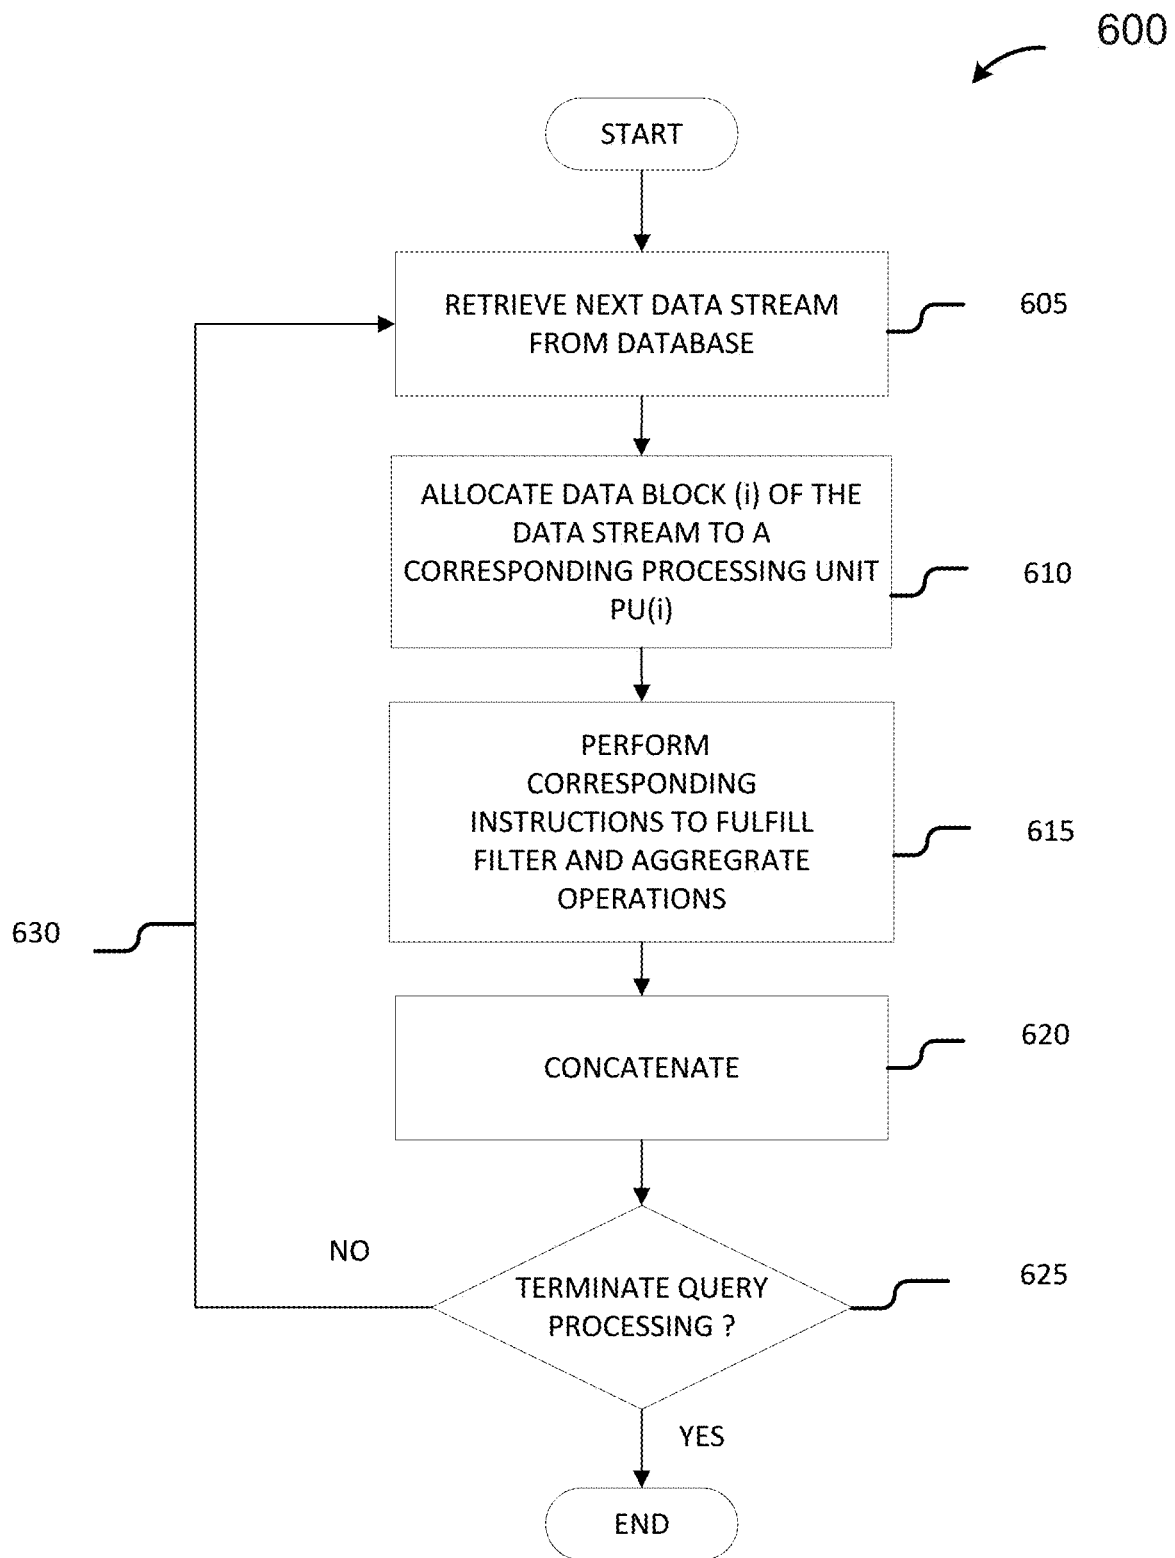 600
START
RETRIEVE NEXT DATA STREAM
FROM DATABASE
605
ALLOCATE DATA BLOCK (i) OF THE
DATA STREAM TO A
CORRESPONDING PROCESSING UNIT
PU(i)
610
PERFORM
CORRESPONDING
INSTRUCTIONS TO FULFILL
FILTER AND AGGREGRATE
OPERATIONS
615
630
CONCATENATE
620
NO
TERMINATE QUERY
PROCESSING ?
625
YES
END